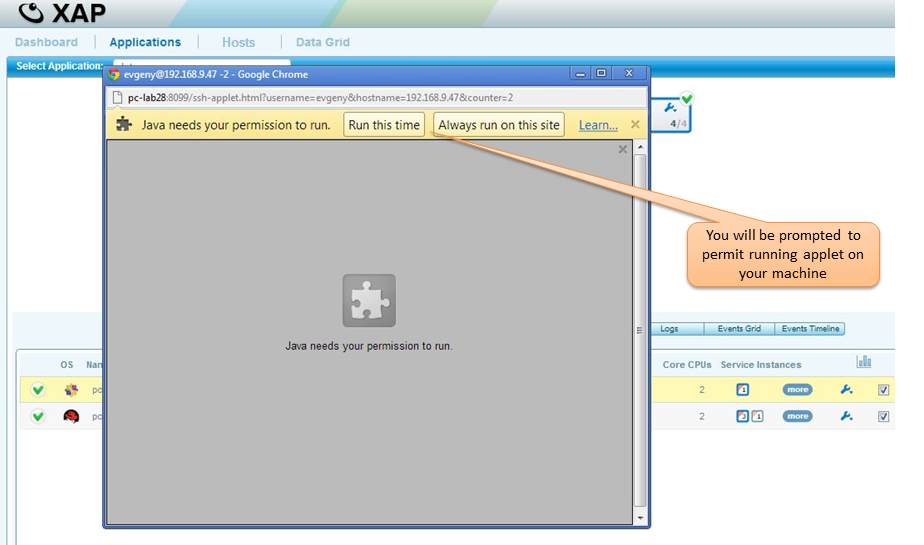 XAP
Dashboard
Applications
Hosts
Data Grid
Select Application:
evgeny@192.168.9.47 -2 - Google Chrome
pc-lab28:8099/ssh-applet.html?username=evgeny&hostname=192.168.9.47&counter=2
Java needs your permission to run.
Run this time
Always run on this site
Learn...
4/4
You will be prompted to
permit running applet on
your machine
Java needs your permission to run.
Logs
Events Grid
Events Timeline
OS
Nam
Core CPUs
Service Instances
pc
2
1
more
pc
2
1
more